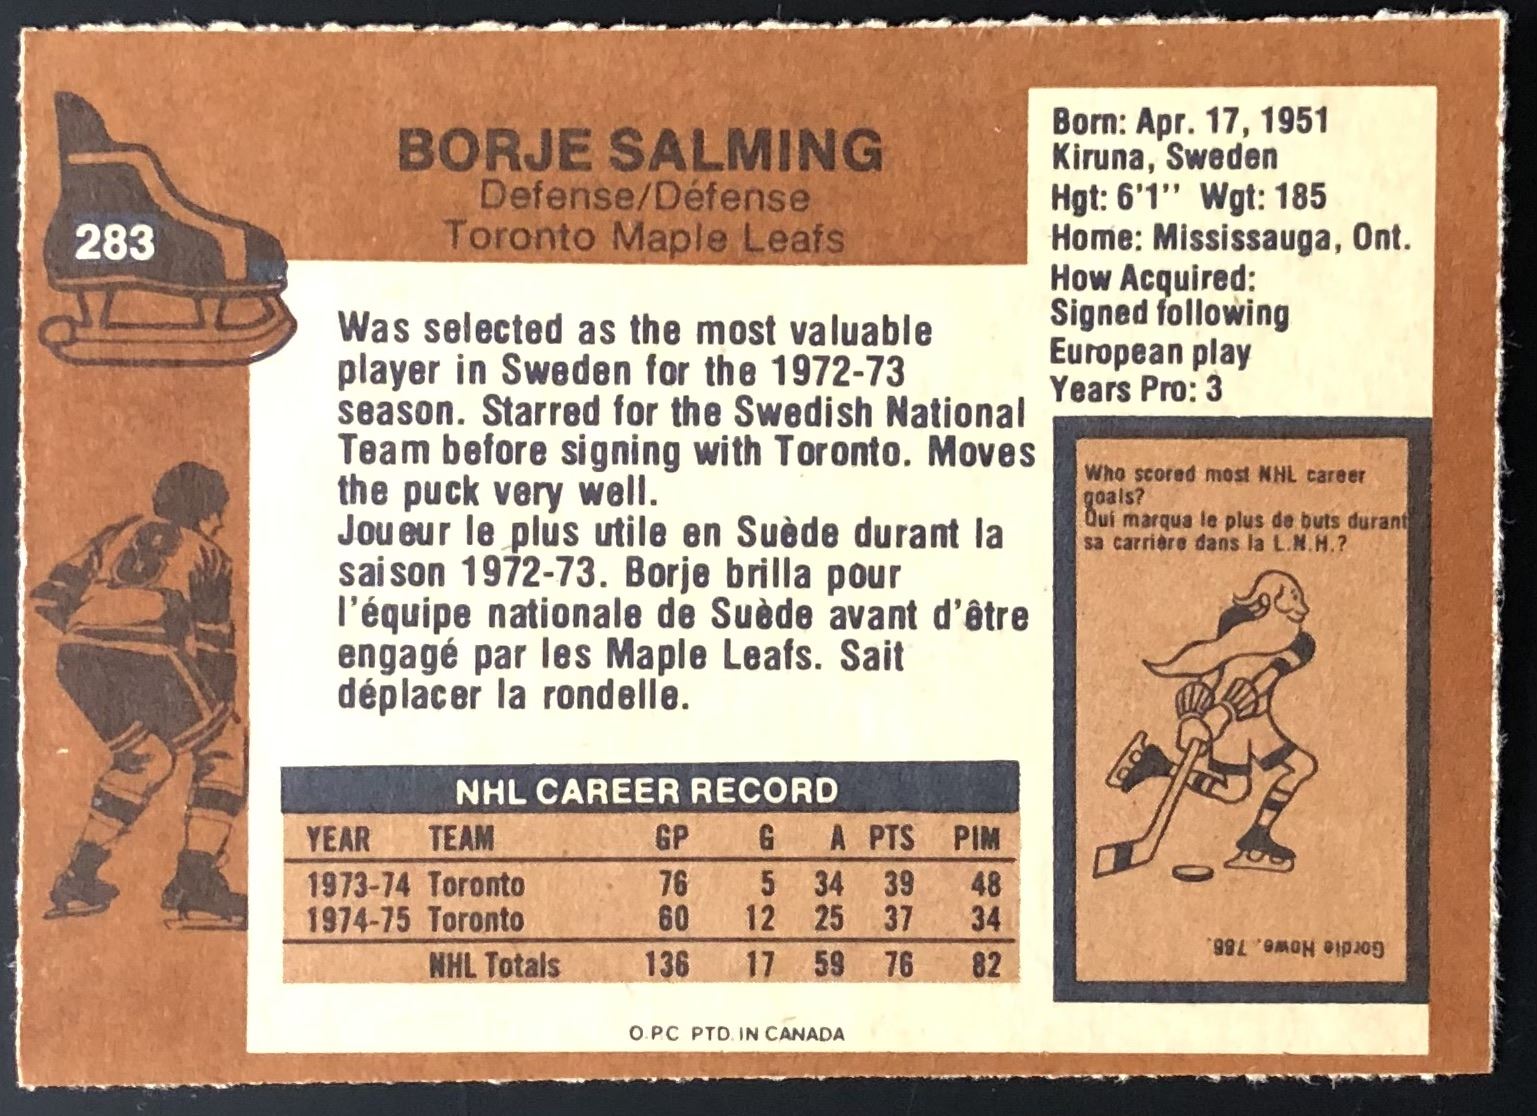 283
BORJE SALMING
Defense/Défense
Toronto Maple Leafs
Born: Apr. 17, 1951
Kiruna, Sweden
Hgt: 6'1'' Wgt: 185
Home: Mississauga, Ont.
How Acquired:
Signed following
European play
Years Pro: 3
Was selected as the most valuable
player in Sweden for the 1972-73
season. Starred for the Swedish National
Team before signing with Toronto. Moves
the puck very well.
Joueur le plus utile en Suède durant la
saison 1972-73. Borje brilla pour
l'équipe nationale de Suède avant d'être
engagé par les Maple Leafs. Sait
déplacer la rondelle.
Who scored most NHL career
goals?
Qui marqua le plus de buts durant
sa carrière dans la L.N.H.?
Gordie Howe, 786.
8
NHL CAREER RECORD
YEAR TEAM GP G A PTS PIM
1973-74 Toronto 76 5 34 39 48
1974-75 Toronto 60 12 25 37 34
NHL Totals 136 17 59 76 82
O.P.C PTD. IN CANADA